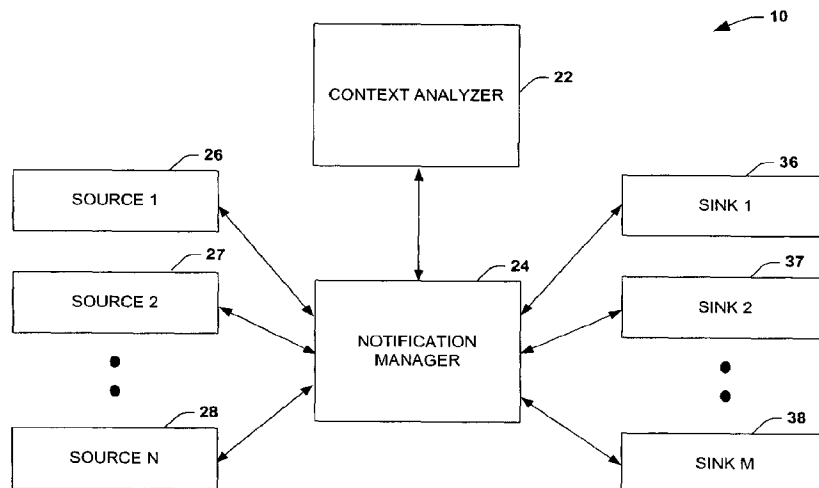 10
CONTEXT ANALYZER
22
26
SOURCE 1
36
SINK 1
27
SOURCE 2
24
NOTIFICATION
MANAGER
37
SINK 2
28
SOURCE N
38
SINK M